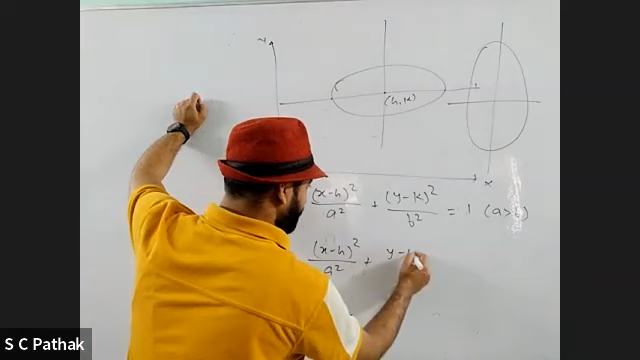 y
(h,k)
x
(x-h)²/a² + (y-k)²/b² = 1 (a>b)
(x-h)²/a² + y-
S C Pathak